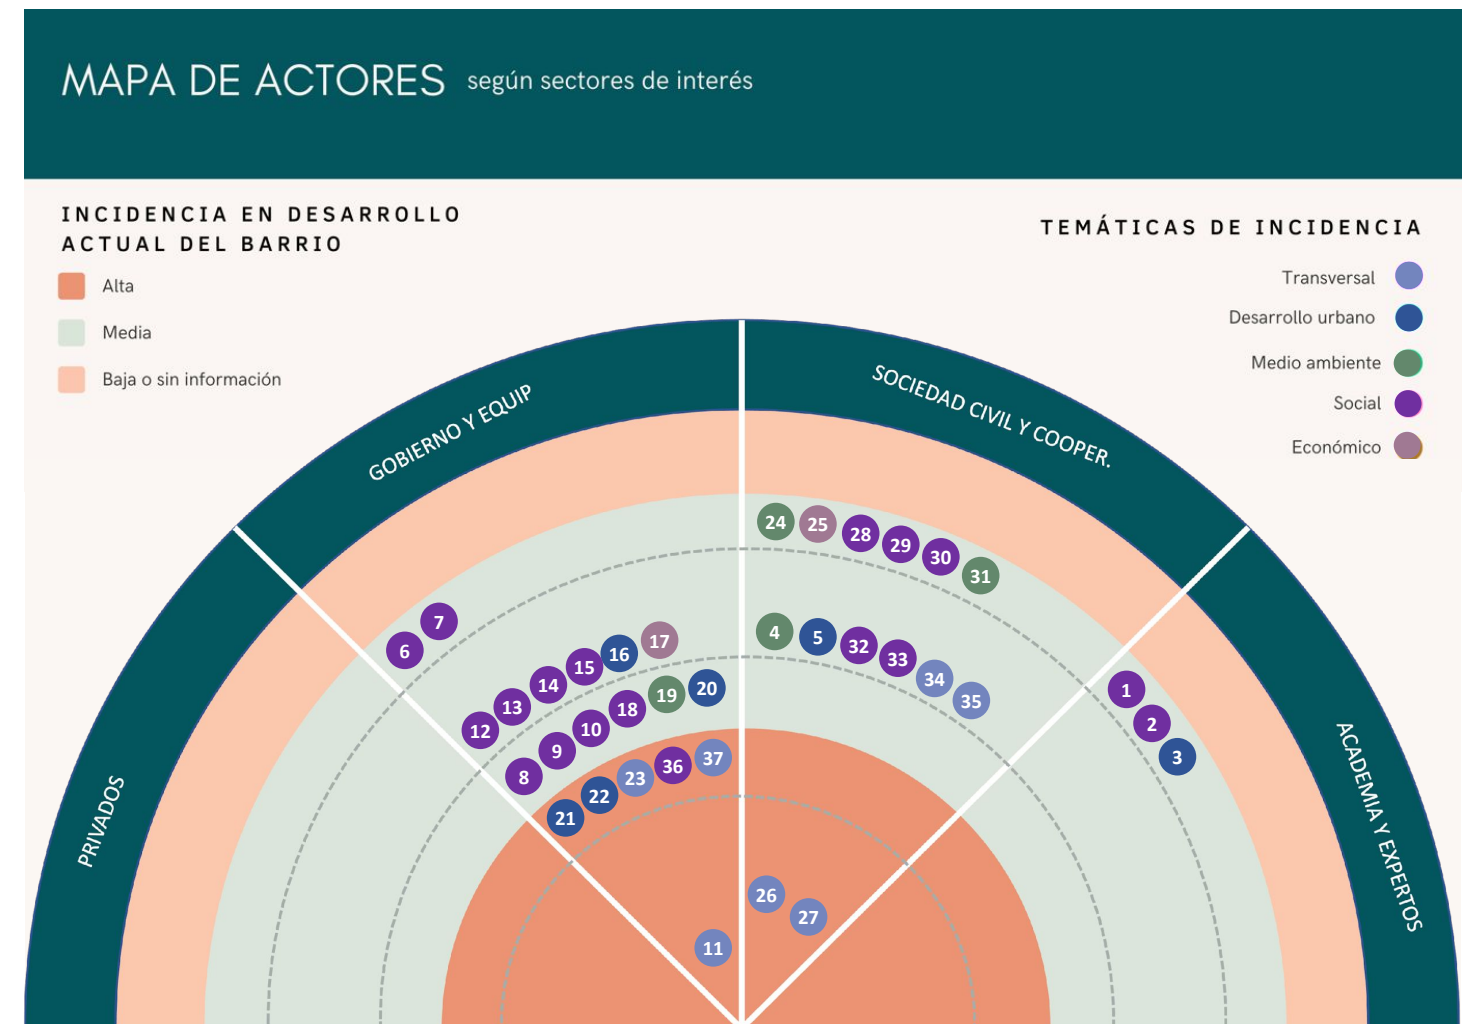 MAPA DE ACTORES según sectores de interés
INCIDENCIA EN DESARROLLO
ACTUAL DEL BARRIO
Alta
Media
Baja o sin información
TEMÁTICAS DE INCIDENCIA
Transversal
Desarrollo urbano
Medio ambiente
Social
Económico
PRIVADOS
GOBIERNO Y EQUIP
SOCIEDAD CIVIL Y COOPER.
ACADEMIA Y EXPERTOS
7
6
17
16
15
14
13
12
20
19
18
10
9
8
37
36
23
22
21
11
24
25
28
29
30
31
4
5
32
33
34
35
26
27
1
2
3